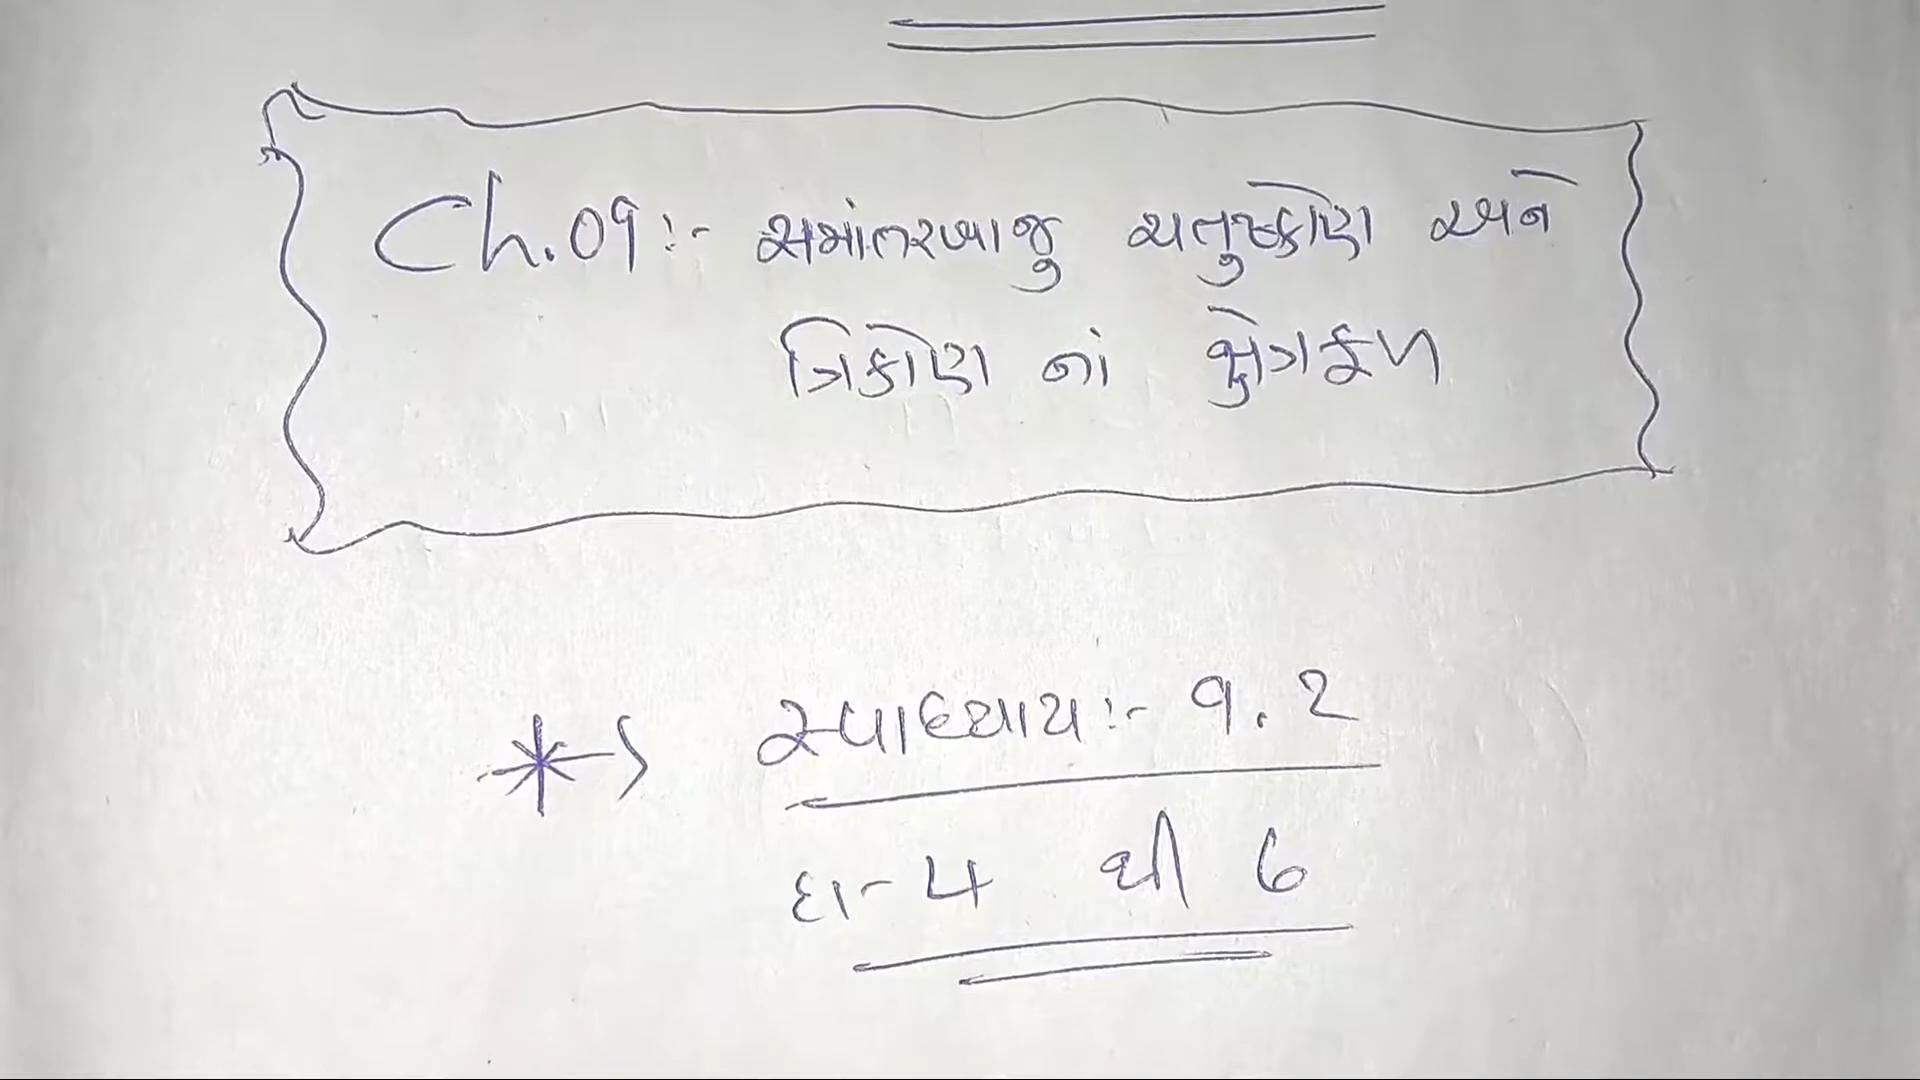 Ch.09:- સમાંતરબાજુ ચતુષ્કોણ અને
ત્રિકોણ નાં ક્ષેત્રફળ
સ્વાધ્યાય:- 9.2
દા- 4 થી 6